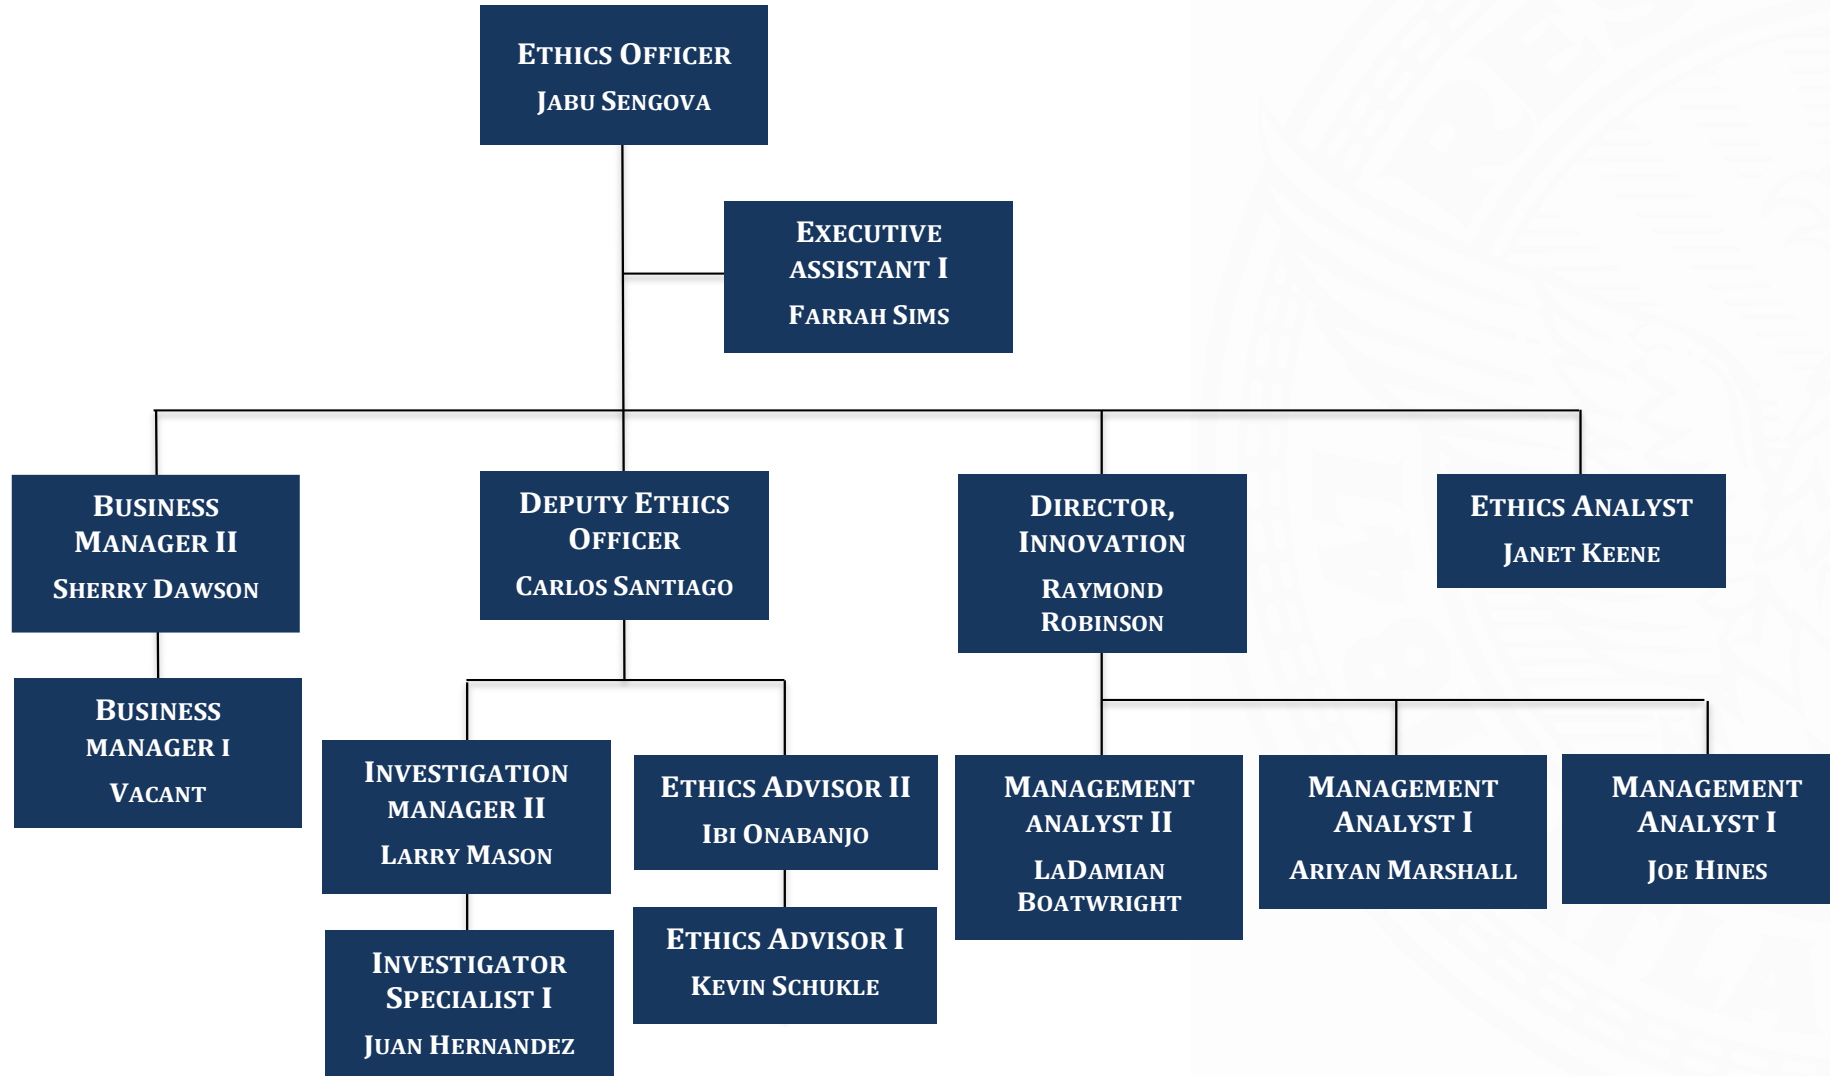 ETHICS OFFICER
JABU SENGOVA
EXECUTIVE
ASSISTANT I
FARRAH SIMS
BUSINESS
MANAGER II
SHERRY DAWSON
DEPUTY ETHICS
OFFICER
CARLOS SANTIAGO
DIRECTOR,
INNOVATION
RAYMOND
ROBINSON
ETHICS ANALYST
JANET KEENE
BUSINESS
MANAGER I
VACANT
INVESTIGATION
MANAGER II
LARRY MASON
ETHICS ADVISOR II
IBI ONABANJO
MANAGEMENT
ANALYST II
LADAMIAN
BOATWRIGHT
MANAGEMENT
ANALYST I
ARIYAN MARSHALL
MANAGEMENT
ANALYST I
JOE HINES
INVESTIGATOR
SPECIALIST I
JUAN HERNANDEZ
ETHICS ADVISOR I
KEVIN SCHUKLE